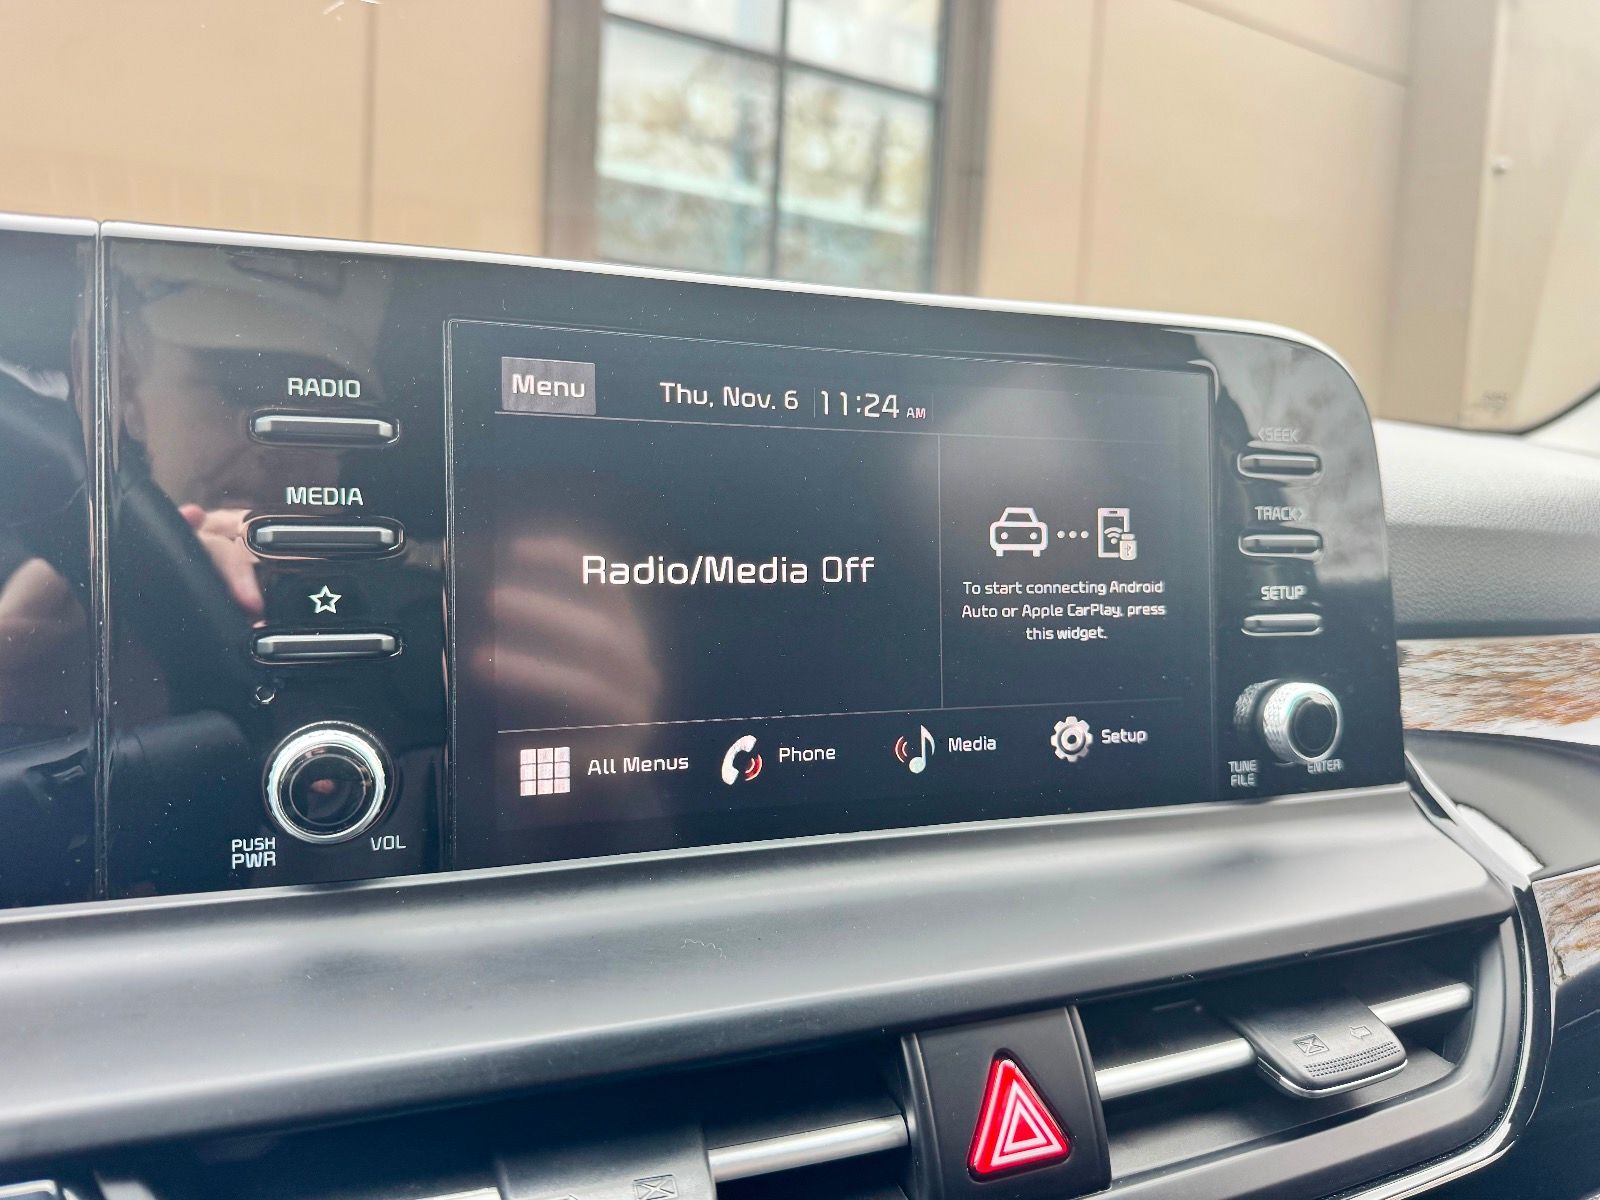 RADIO
MEDIA
PUSH
PWR
VOL
Menu
Thu, Nov. 6 11:24 AM
Radio/Media Off
To start connecting Android
Auto or Apple CarPlay, press
this widget.
All Menus
Phone
Media
Setup
<SEEK
TRACK>
SETUP
TUNE
FILE
ENTER